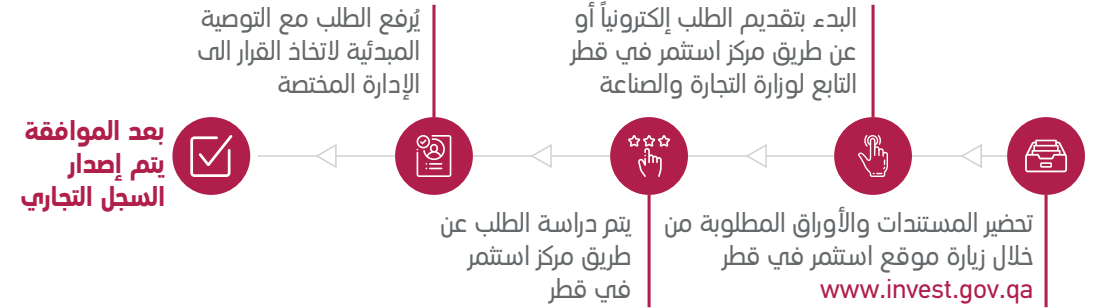 تحضير المستندات والأوراق المطلوبة من
خلال زيارة موقع استثمر في قطر
www.invest.gov.qa
البدء بتقديم الطلب إلكترونياً أو
عن طريق مركز استثمر في قطر
التابع لوزارة التجارة والصناعة
يتم دراسة الطلب عن
طريق مركز استثمر
في قطر
يُرفع الطلب مع التوصية
المبدئية لاتخاذ القرار الى
الإدارة المختصة
بعد الموافقة
يتم إصدار
السجل التجاري